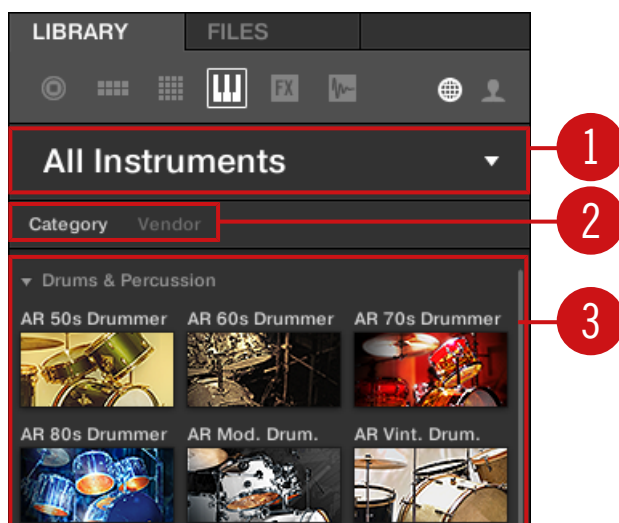 LIBRARY FILES
FX
All Instruments
1
Category Vendor
2
Drums & Percussion
AR 50s Drummer AR 60s Drummer AR 70s Drummer
3
AR 80s Drummer AR Mod. Drum. AR Vint. Drum.